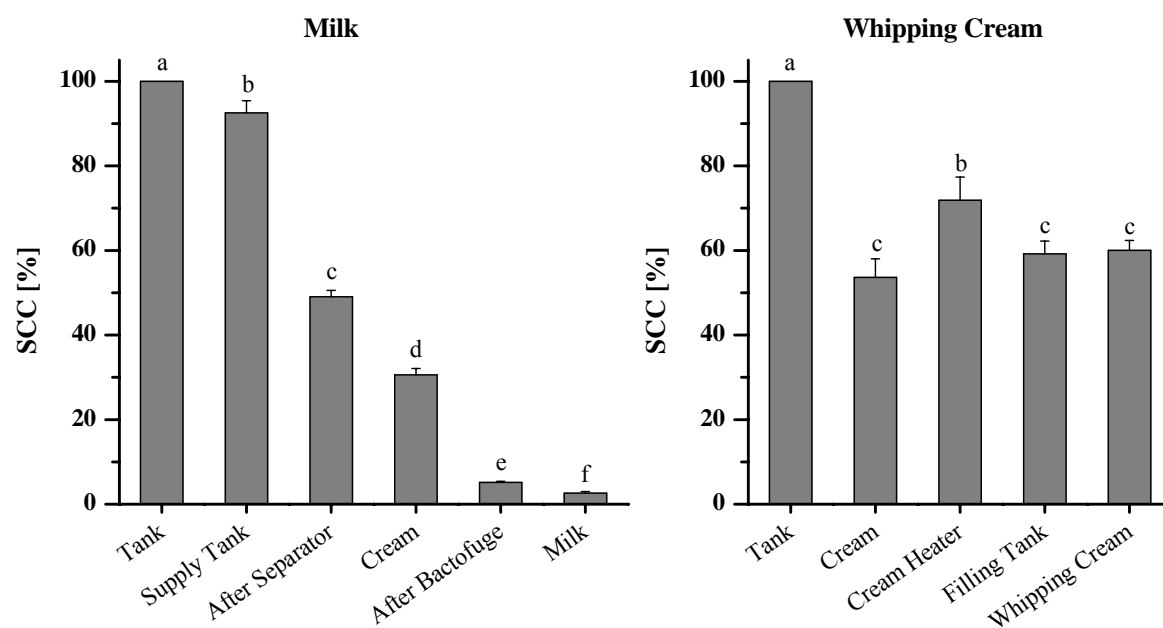 Milk
SCC [%]
100
80
60
40
20
0
a
b
c
d
e
f
Tank
Supply Tank
After Separator
Cream
After Bactofuge
Milk
Whipping Cream
SCC [%]
100
80
60
40
20
0
a
c
b
c
c
Tank
Cream
Cream Heater
Filling Tank
Whipping Cream